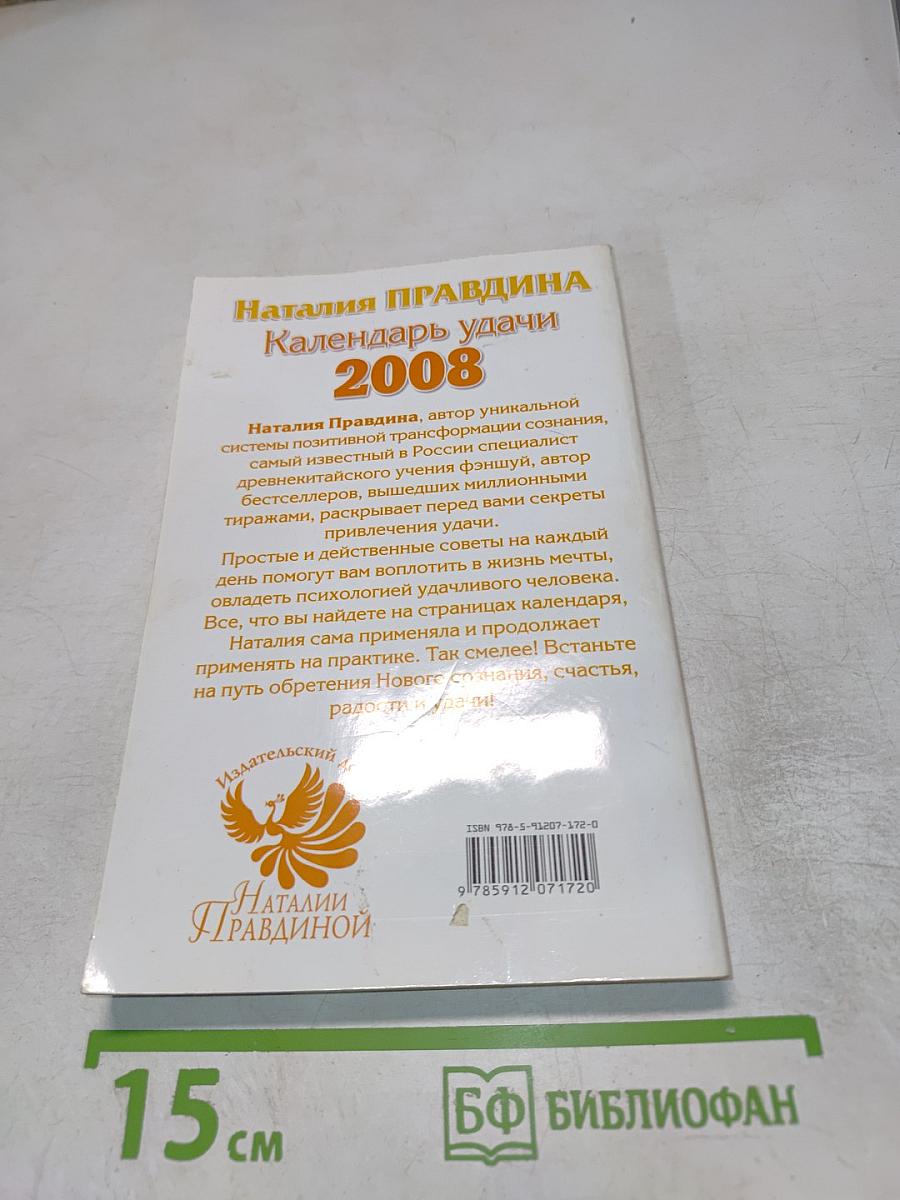 Наталия ПРАВДИНА
Календарь удачи
2008
Наталия Правдина, автор уникальной
системы позитивной трансформации сознания,
самый известный в России специалист
древнекитайского учения фэншуй, автор
бестселлеров, вышедших миллионными
тиражами, раскрывает перед вами секреты
привлечения удачи.
Простые и действенные советы на каждый
день помогут вам воплотить в жизнь мечты,
овладеть психологией удачливого человека.
Все, что вы найдете на страницах календаря,
Наталия сама применяла и продолжает
применять на практике. Так смелее! Встаньте
на путь обретения Нового сознания, счастья,
радости и удачи!
Издательский
Наталии
Правдиной
ISBN 978-5-91207-172-0
9 785912 071720
15 см
БФ БИБЛИОФАН